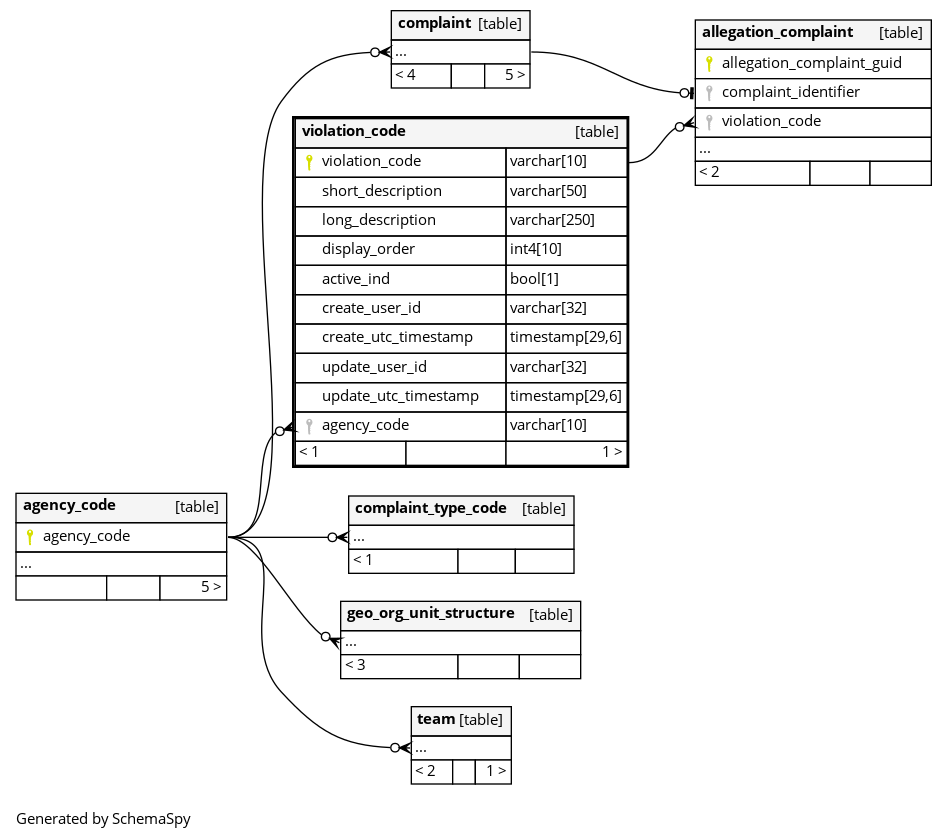 complaint [table]
...
< 4 5 >
allegation_complaint [table]
allegation_complaint_guid
complaint_identifier
violation_code
...
< 2
violation_code [table]
violation_code varchar[10]
short_description varchar[50]
long_description varchar[250]
display_order int4[10]
active_ind bool[1]
create_user_id varchar[32]
create_utc_timestamp timestamp[29,6]
update_user_id varchar[32]
update_utc_timestamp timestamp[29,6]
agency_code varchar[10]
< 1 1 >
agency_code [table]
agency_code
...
5 >
complaint_type_code [table]
...
< 1
geo_org_unit_structure [table]
...
< 3
team [table]
...
< 2 1 >
Generated by SchemaSpy